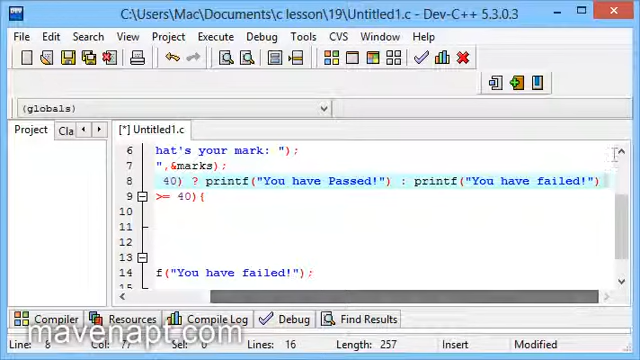 C:\Users\Mac\Documents\c lesson\19\Untitled1.c - Dev-C++ 5.3.0.3
File Edit Search View Project Execute Debug Tools CVS Window Help
(globals)
Project Cla [*] Untitled1.c
6 hat's your mark: ");
7 ",&marks);
8 40) ? printf("You have Passed!") : printf("You have failed!")
9 >= 40){
10
11
12
13
14 f("You have failed!");
15
Compiler Resources Compile Log Debug Find Results
mavenapt.com
Line: 8 Col: 77 Sel: 0 Lines: 16 Length: 257 Insert Modified